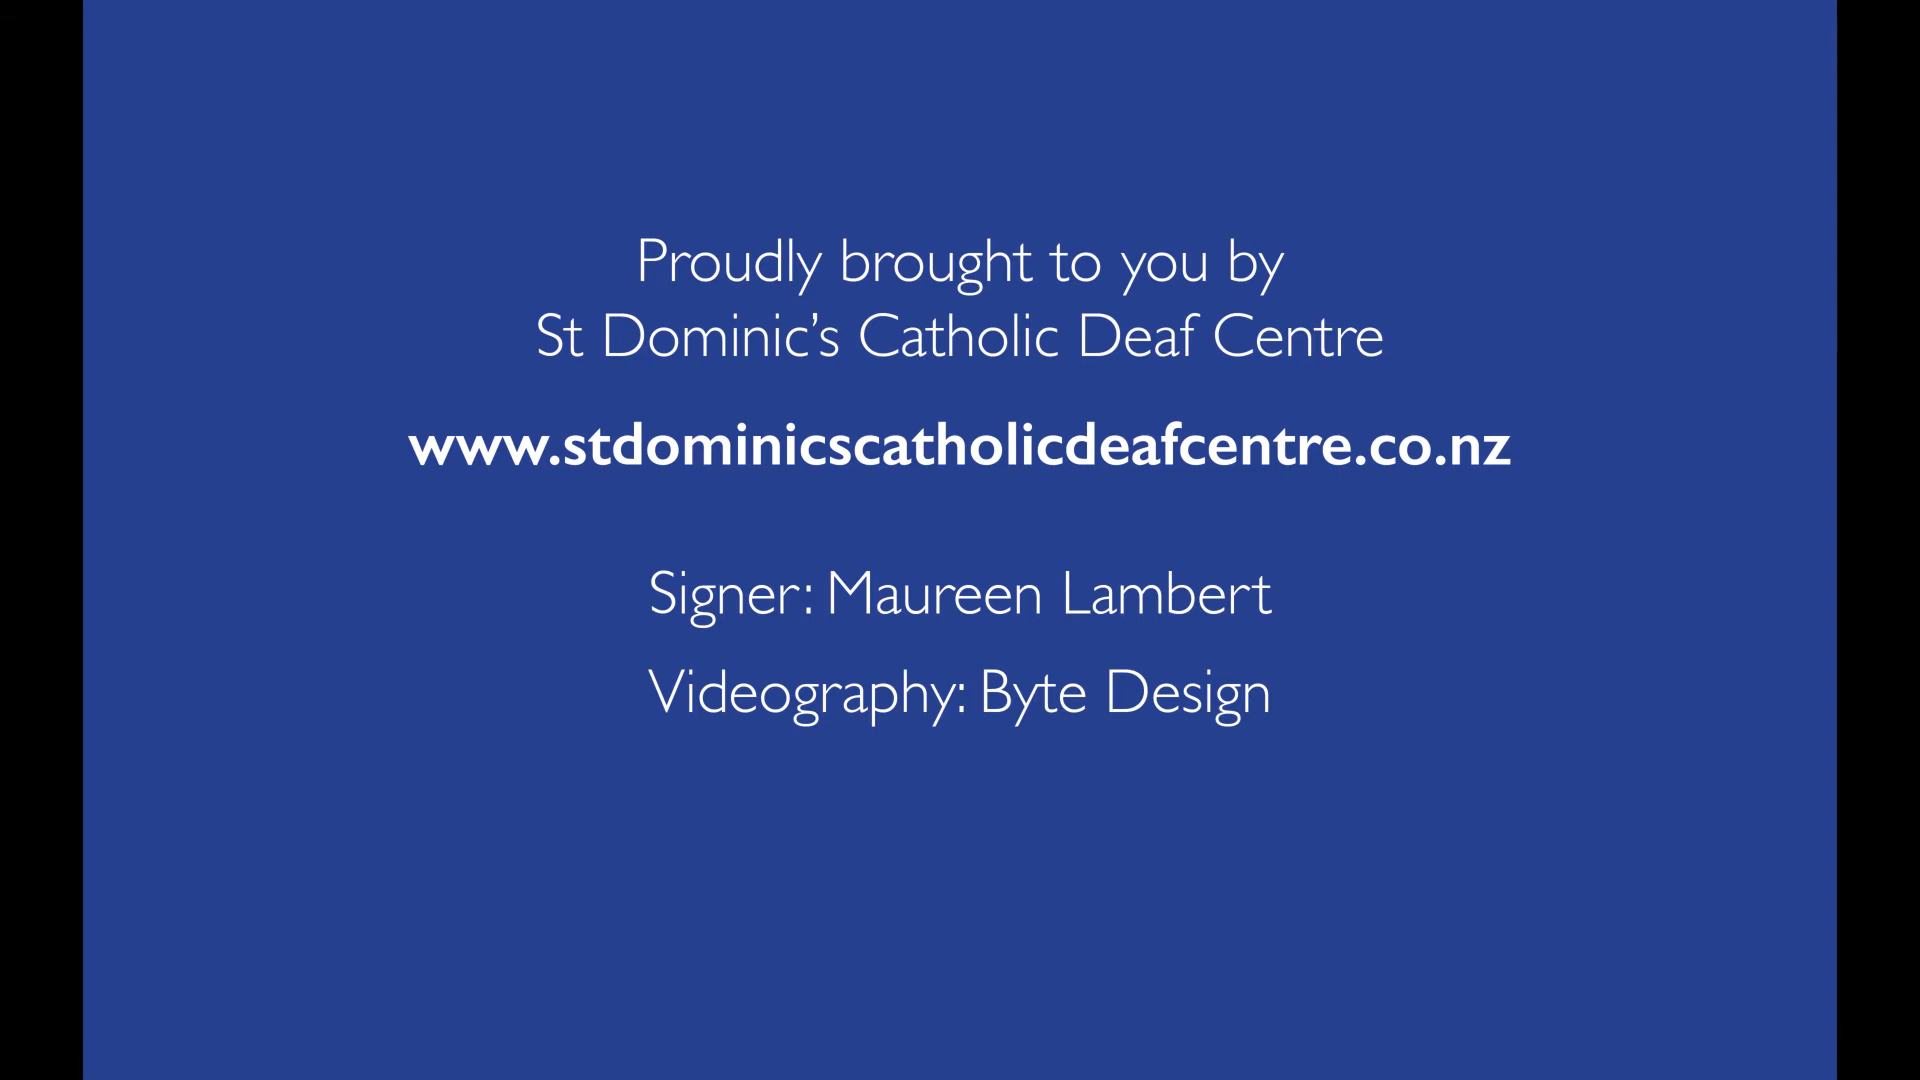 Proudly brought to you by
St Dominic’s Catholic Deaf Centre
www.stdominicscatholicdeafcentre.co.nz
Signer: Maureen Lambert
Videography: Byte Design